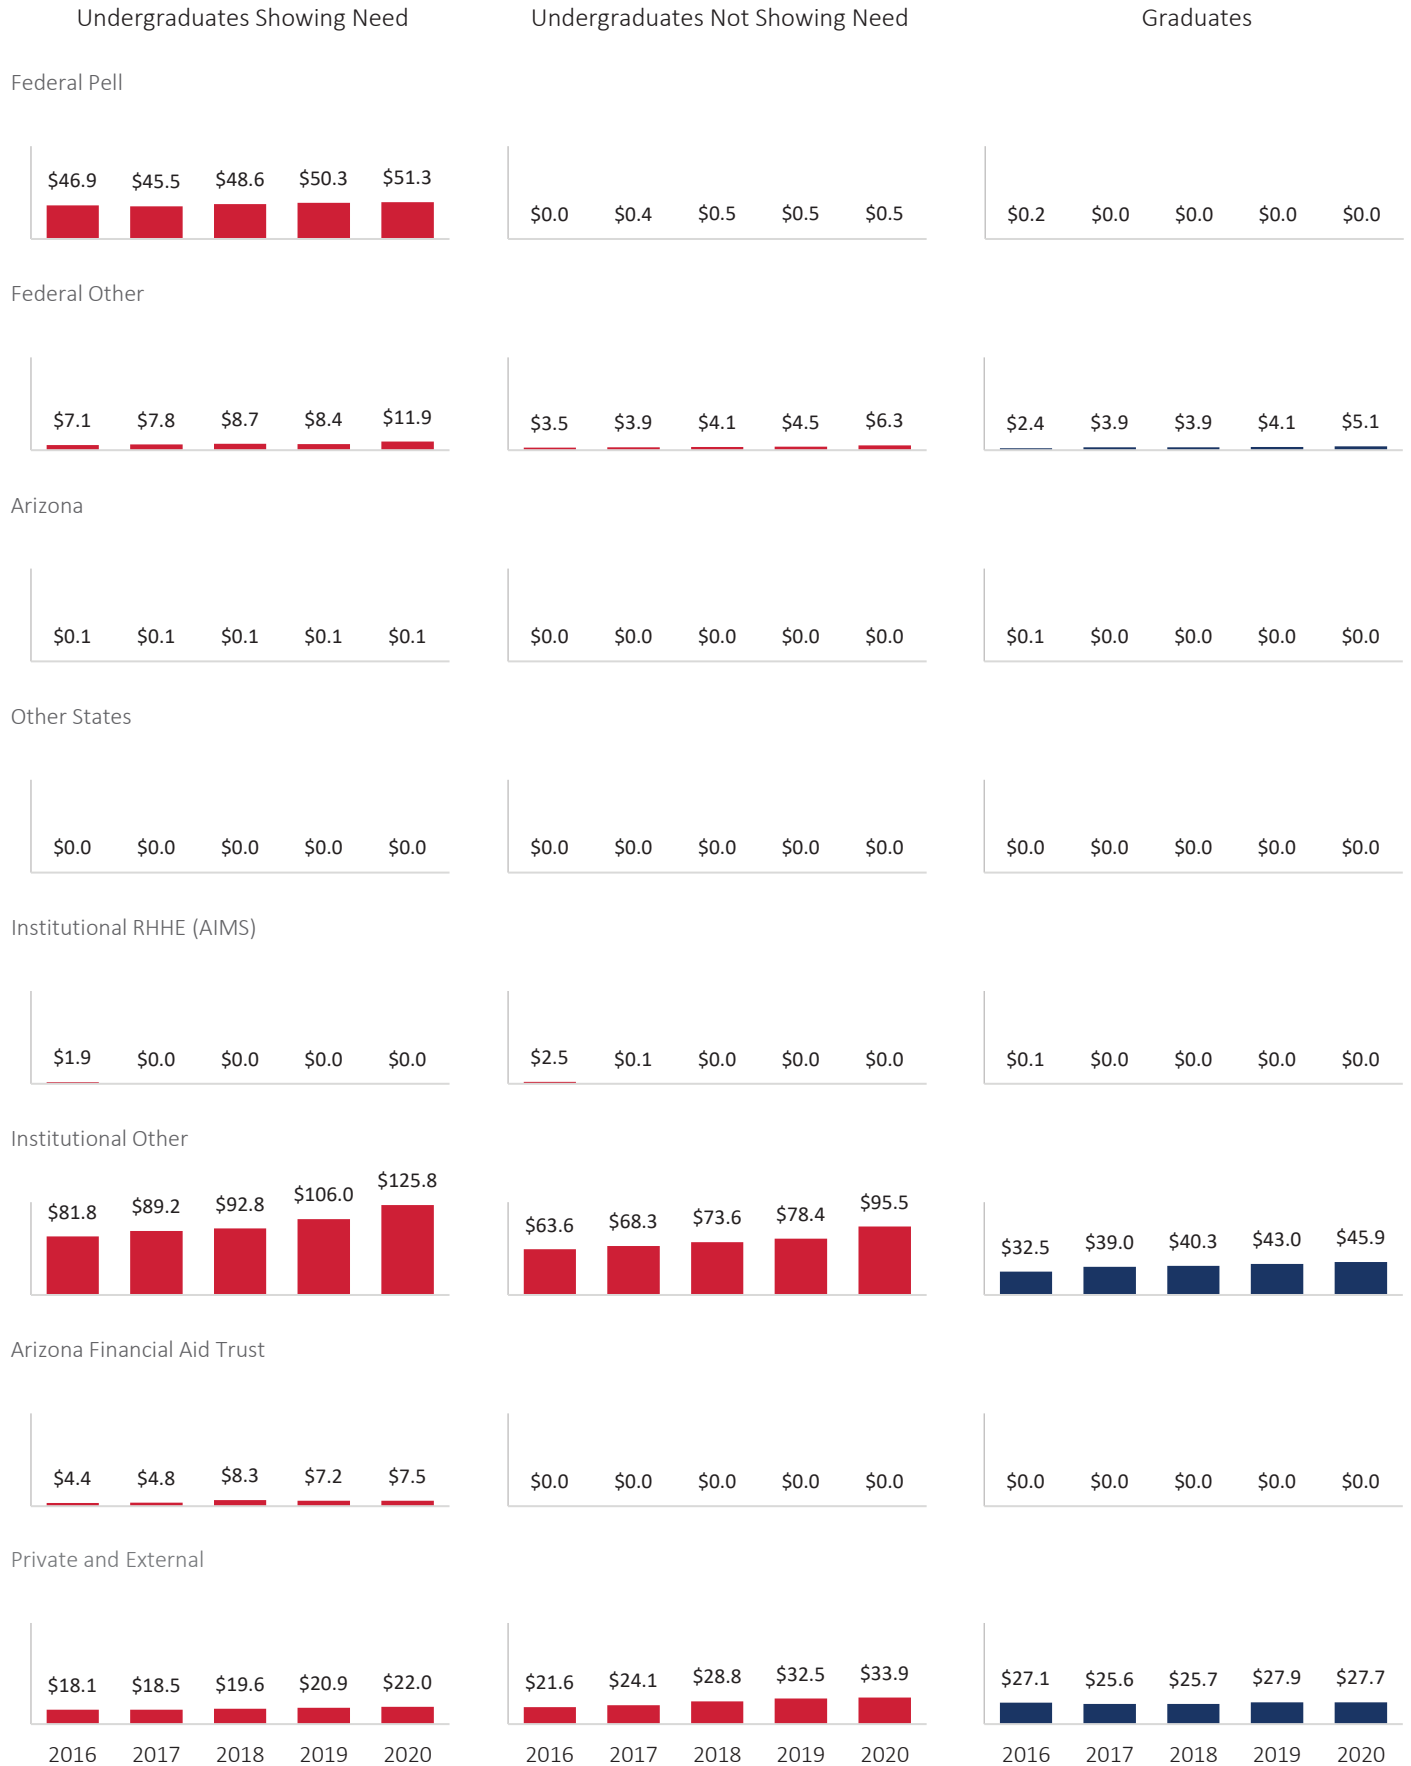 Undergraduates Showing Need Undergraduates Not Showing Need Graduates
Federal Pell
$46.9 $45.5 $48.6 $50.3 $51.3 $0.0 $0.4 $0.5 $0.5 $0.5 $0.2 $0.0 $0.0 $0.0 $0.0
Federal Other
$7.1 $7.8 $8.7 $8.4 $11.9 $3.5 $3.9 $4.1 $4.5 $6.3 $2.4 $3.9 $3.9 $4.1 $5.1
Arizona
$0.1 $0.1 $0.1 $0.1 $0.1 $0.0 $0.0 $0.0 $0.0 $0.0 $0.1 $0.0 $0.0 $0.0 $0.0
Other States
$0.0 $0.0 $0.0 $0.0 $0.0 $0.0 $0.0 $0.0 $0.0 $0.0 $0.0 $0.0 $0.0 $0.0 $0.0
Institutional RHHE (AIMS)
$1.9 $0.0 $0.0 $0.0 $0.0 $2.5 $0.1 $0.0 $0.0 $0.0 $0.1 $0.0 $0.0 $0.0 $0.0
Institutional Other
$81.8 $89.2 $92.8 $106.0 $125.8 $63.6 $68.3 $73.6 $78.4 $95.5 $32.5 $39.0 $40.3 $43.0 $45.9
Arizona Financial Aid Trust
$4.4 $4.8 $8.3 $7.2 $7.5 $0.0 $0.0 $0.0 $0.0 $0.0 $0.0 $0.0 $0.0 $0.0 $0.0
Private and External
$18.1 $18.5 $19.6 $20.9 $22.0 $21.6 $24.1 $28.8 $32.5 $33.9 $27.1 $25.6 $25.7 $27.9 $27.7
2016 2017 2018 2019 2020 2016 2017 2018 2019 2020 2016 2017 2018 2019 2020